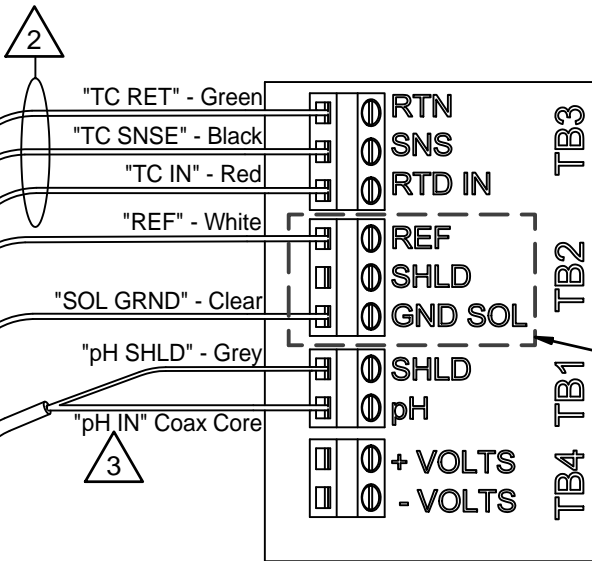 2
"TC RET" - Green
RTN
"TC SNSE" - Black
SNS
"TC IN" - Red
RTD IN
TB3
"REF" - White
REF
SHLD
"SOL GRND" - Clear
GND SOL
TB2
"pH SHLD" - Grey
SHLD
"pH IN" Coax Core
pH
TB1
3
+ VOLTS
- VOLTS
TB4